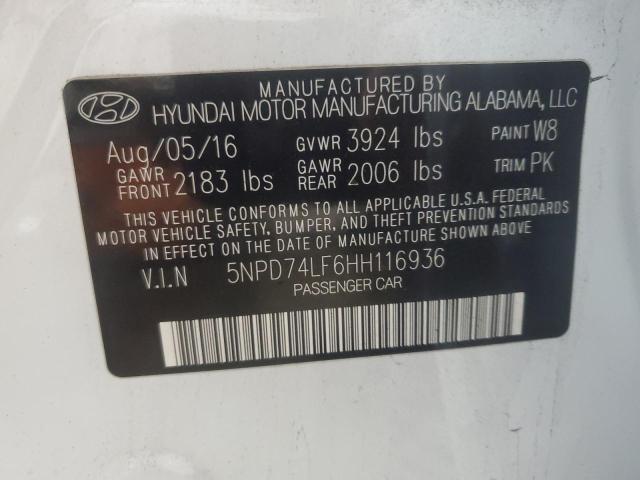 MANUFACTURED BY
HYUNDAI MOTOR MANUFACTURING ALABAMA, LLC
Aug/05/16 GVWR 3924 lbs PAINT W8
GAWR FRONT 2183 lbs GAWR REAR 2006 lbs TRIM PK
THIS VEHICLE CONFORMS TO ALL APPLICABLE U.S.A. FEDERAL
MOTOR VEHICLE SAFETY, BUMPER, AND THEFT PREVENTION STANDARDS
IN EFFECT ON THE DATE OF MANUFACTURE SHOWN ABOVE.
V.I.N 5NPD74LF6HH116936
PASSENGER CAR